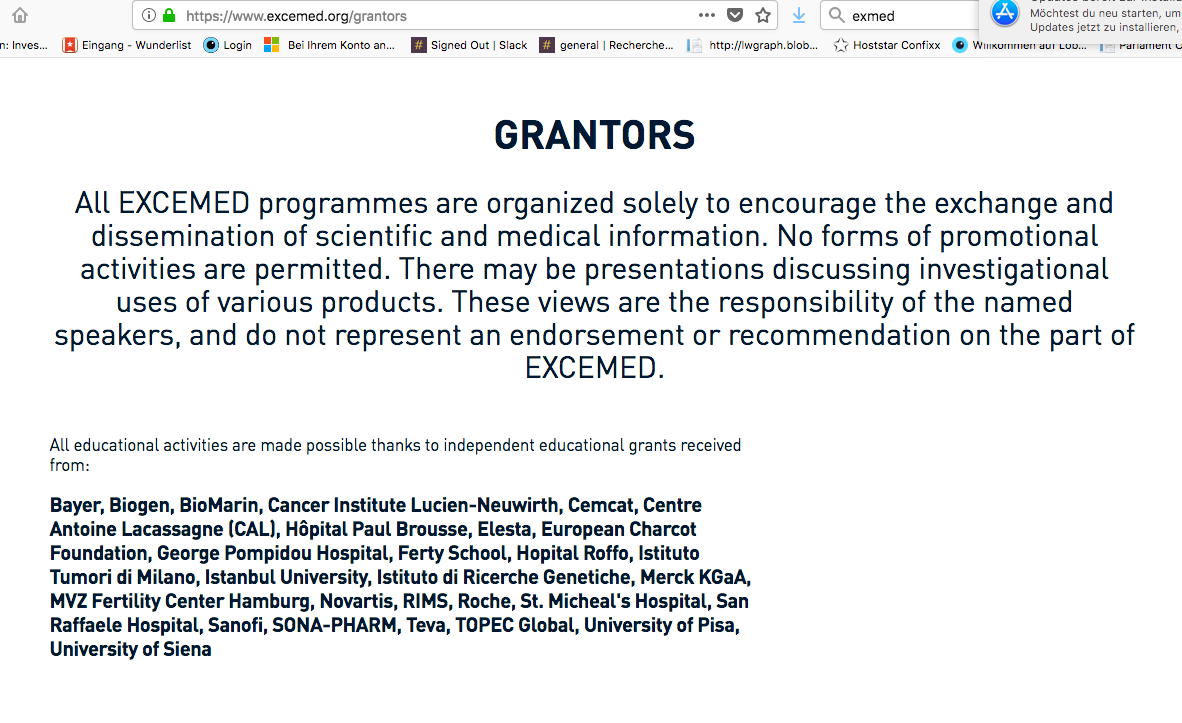 https://www.excemed.org/grantors
exmed
Möchtest du neu starten, um
Updates jetzt zu installieren,
n: Inves...
Eingang - Wunderlist
Login
Bei Ihrem Konto an...
Signed Out | Slack
general | Recherche...
http://lwgraph.blob...
Hoststar Confixx
GRANTORS
All EXCEMED programmes are organized solely to encourage the exchange and
dissemination of scientific and medical information. No forms of promotional
activities are permitted. There may be presentations discussing investigational
uses of various products. These views are the responsibility of the named
speakers, and do not represent an endorsement or recommendation on the part of
EXCEMED.
All educational activities are made possible thanks to independent educational grants received
from:
Bayer, Biogen, BioMarin, Cancer Institute Lucien-Neuwirth, Cemcat, Centre
Antoine Lacassagne (CAL), Hôpital Paul Brousse, Elesta, European Charcot
Foundation, George Pompidou Hospital, Ferty School, Hopital Roffo, Istituto
Tumori di Milano, Istanbul University, Istituto di Ricerche Genetiche, Merck KGaA,
MVZ Fertility Center Hamburg, Novartis, RIMS, Roche, St. Micheal's Hospital, San
Raffaele Hospital, Sanofi, SONA-PHARM, Teva, TOPEC Global, University of Pisa,
University of Siena